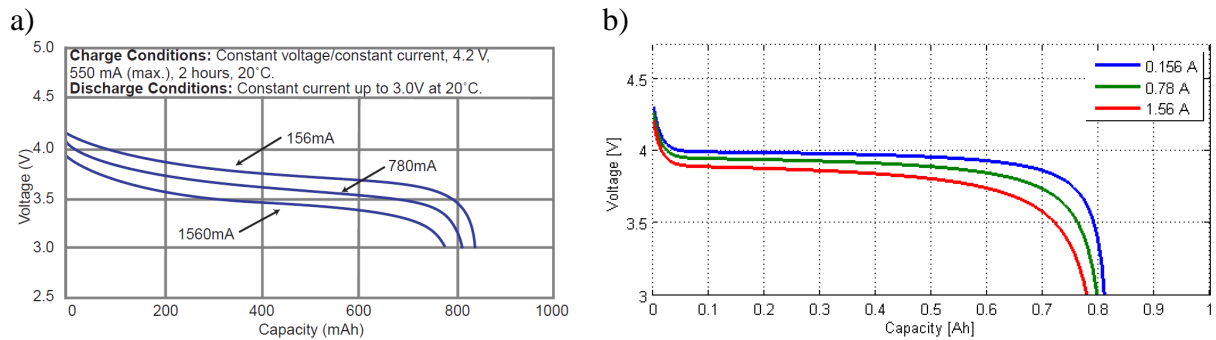 a)
5.0
Charge Conditions: Constant voltage/constant current, 4.2 V,
550 mA (max.), 2 hours, 20°C.
Discharge Conditions: Constant current up to 3.0V at 20°C.
4.5
4.0
3.5
3.0
2.5
Voltage (V)
156mA
780mA
1560mA
0 200 400 600 800 1000
Capacity (mAh)
b)
4.5
4
3.5
3
Voltage [V]
0.156 A
0.78 A
1.56 A
0 0.1 0.2 0.3 0.4 0.5 0.6 0.7 0.8 0.9 1
Capacity [Ah]